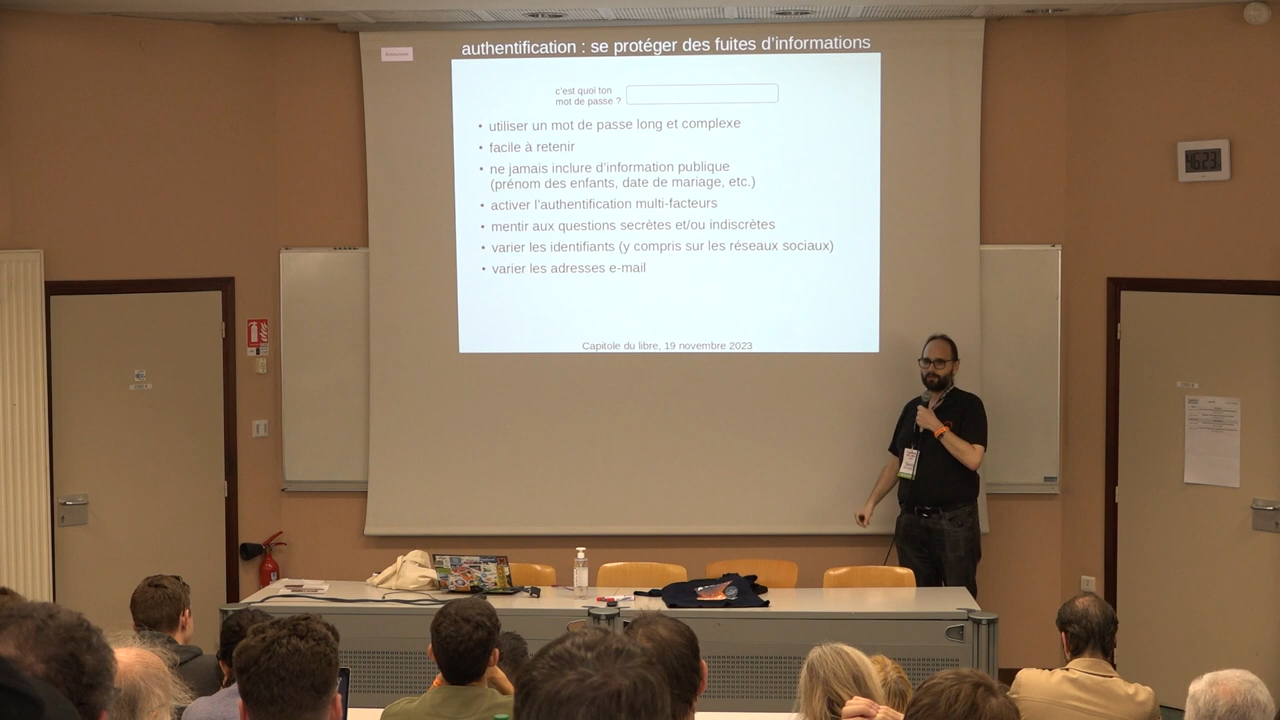 authentification : se protéger des fuites d'informations
c'est quoi ton
mot de passe ?
• utiliser un mot de passe long et complexe
• facile à retenir
• ne jamais inclure d'information publique
(prénom des enfants, date de mariage, etc.)
• activer l'authentification multi-facteurs
• mentir aux questions secrètes et/ou indiscrètes
• varier les identifiants (y compris sur les réseaux sociaux)
• varier les adresses e-mail
Capitole du libre, 19 novembre 2023